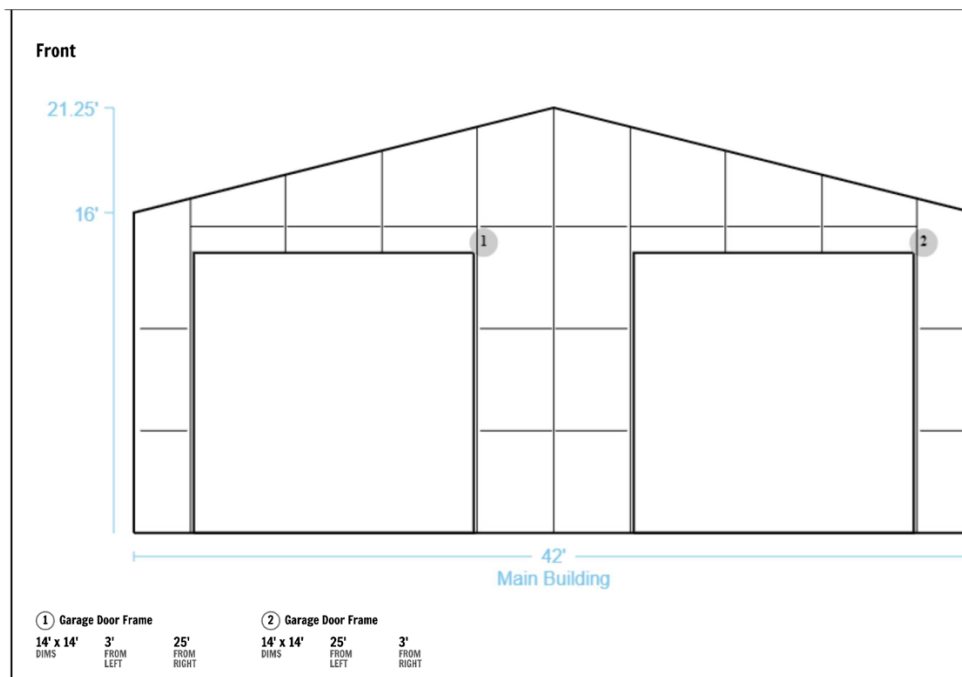 Front
21.25'
16'
1
2
42'
Main Building
1 Garage Door Frame
14' x 14' 3' 25'
DIMS FROM LEFT FROM RIGHT
2 Garage Door Frame
14' x 14' 25' 3'
DIMS FROM LEFT FROM RIGHT